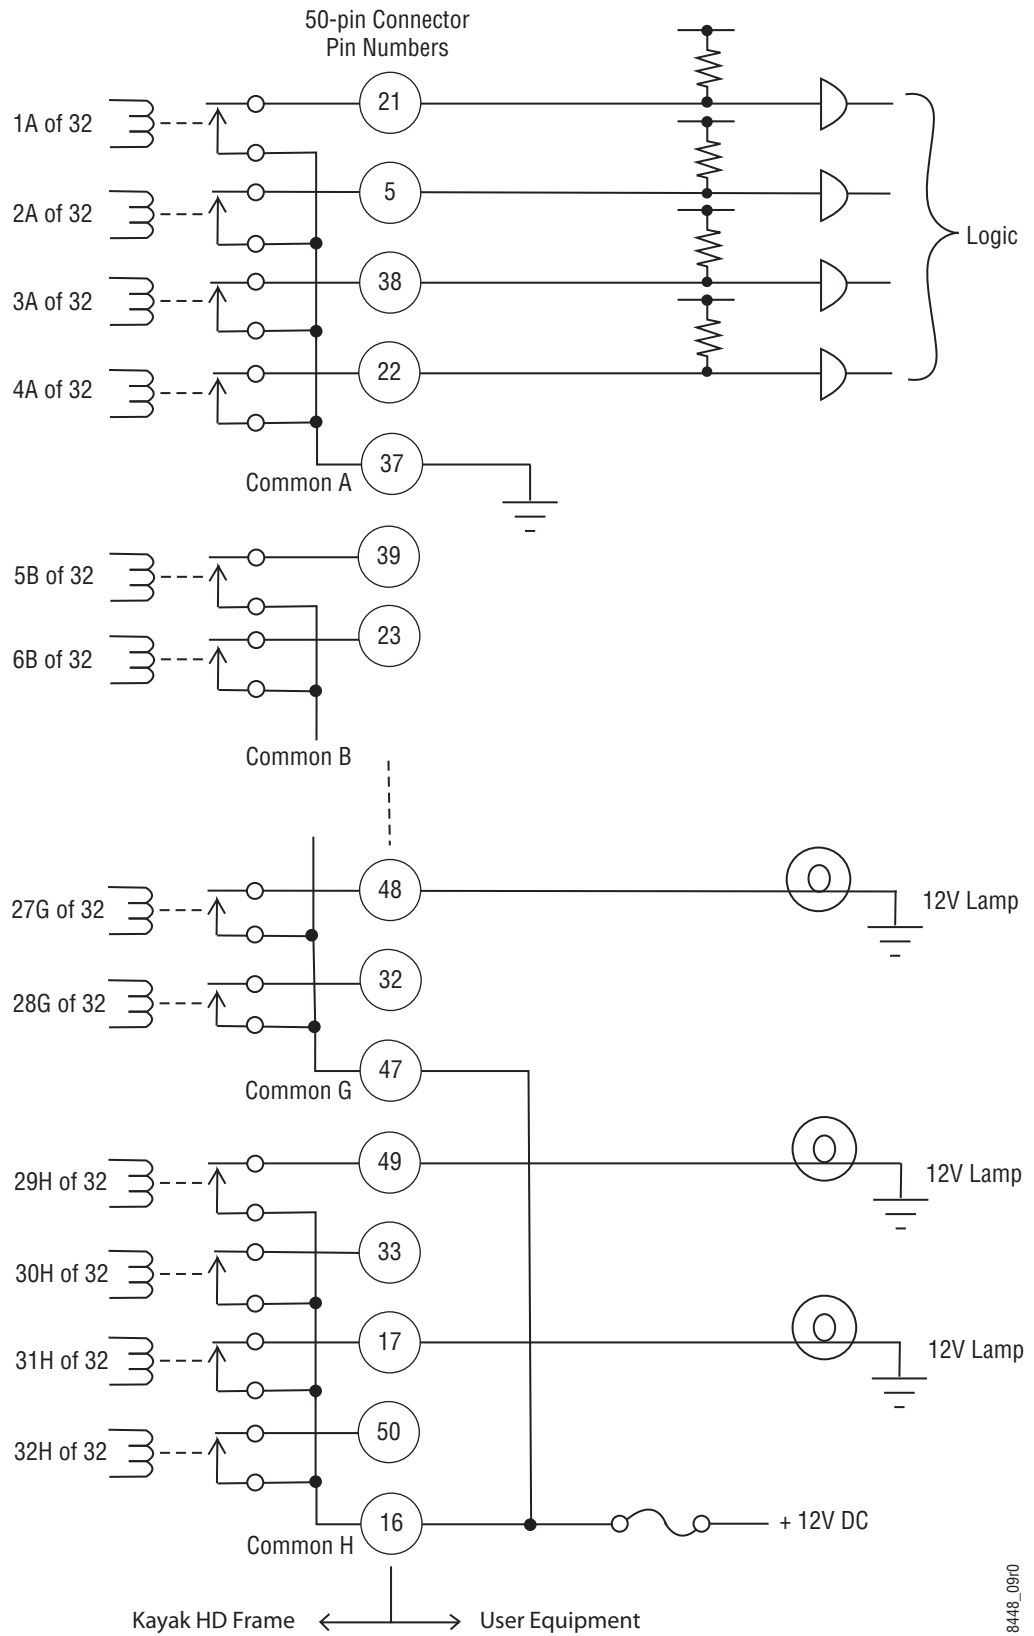 50-pin Connector
Pin Numbers
1A of 32
21
2A of 32
5
Logic
3A of 32
38
4A of 32
22
37
Common A
5B of 32
39
6B of 32
23
Common B
27G of 32
48
12V Lamp
28G of 32
32
47
Common G
29H of 32
49
12V Lamp
30H of 32
33
31H of 32
17
12V Lamp
32H of 32
50
16
+ 12V DC
Common H
Kayak HD Frame
User Equipment
8448_09r0